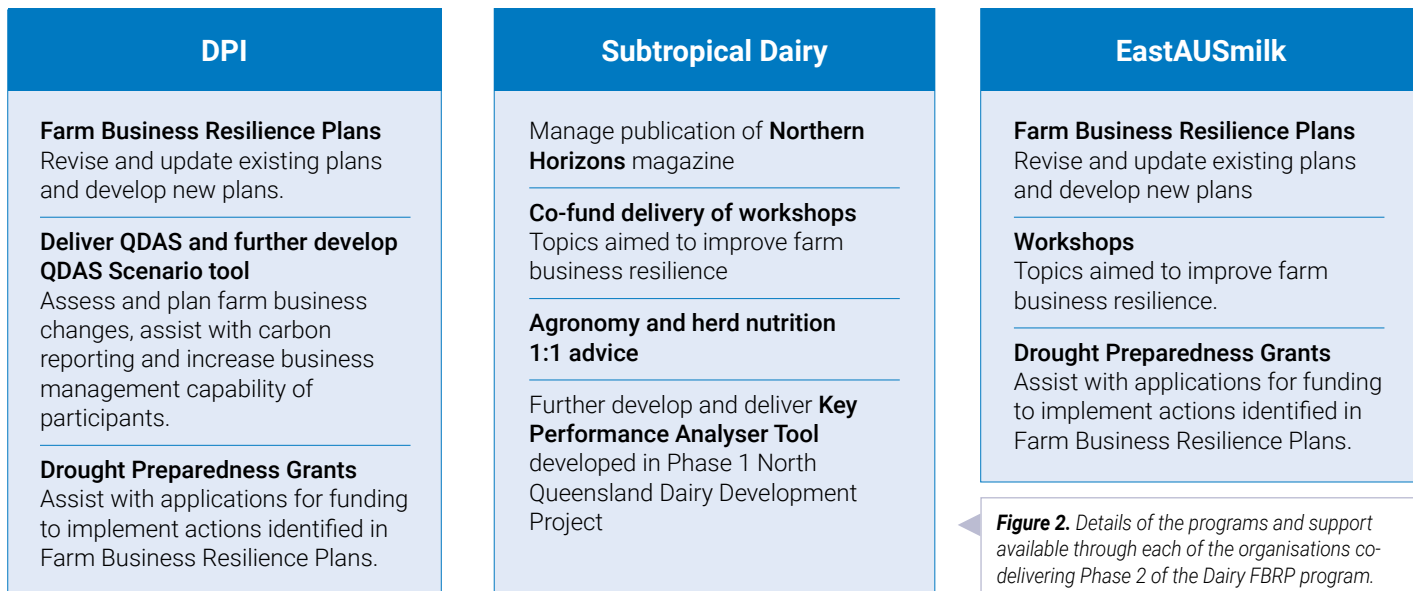 DPI
Farm Business Resilience Plans
Revise and update existing plans
and develop new plans.
Deliver QDAS and further develop
QDAS Scenario tool
Assess and plan farm business
changes, assist with carbon
reporting and increase business
management capability of
participants.
Drought Preparedness Grants
Assist with applications for funding
to implement actions identified in
Farm Business Resilience Plans.
Subtropical Dairy
Manage publication of Northern
Horizons magazine
Co-fund delivery of workshops
Topics aimed to improve farm
business resilience
Agronomy and herd nutrition
1:1 advice
Further develop and deliver Key
Performance Analyser Tool
developed in Phase 1 North
Queensland Dairy Development
Project
EastAUSmilk
Farm Business Resilience Plans
Revise and update existing plans
and develop new plans
Workshops
Topics aimed to improve farm
business resilience.
Drought Preparedness Grants
Assist with applications for funding
to implement actions identified in
Farm Business Resilience Plans.
Figure 2. Details of the programs and support
available through each of the organisations co-
delivering Phase 2 of the Dairy FBRP program.